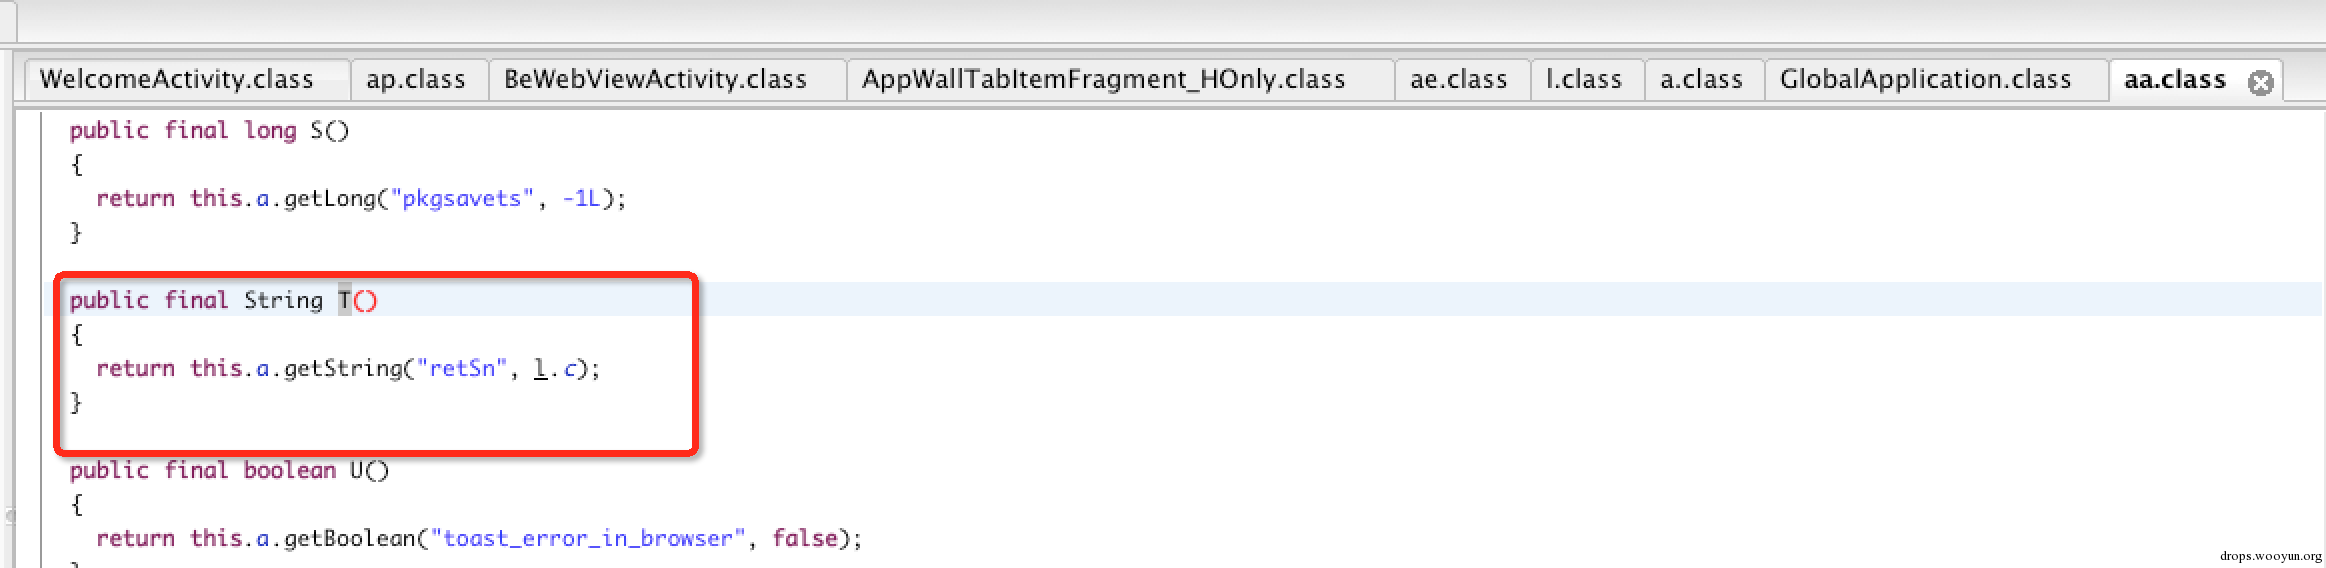 WelcomeActivity.class ap.class BeWebViewActivity.class AppWallTabItemFragment_HOnly.class ae.class l.class a.class GlobalApplication.class aa.class
public final long S()
{
return this.a.getLong("pkgsavets", -1L);
}
public final String T()
{
return this.a.getString("retSn", l.c);
}
public final boolean U()
{
return this.a.getBoolean("toast_error_in_browser", false);
}
drops.wooyun.org